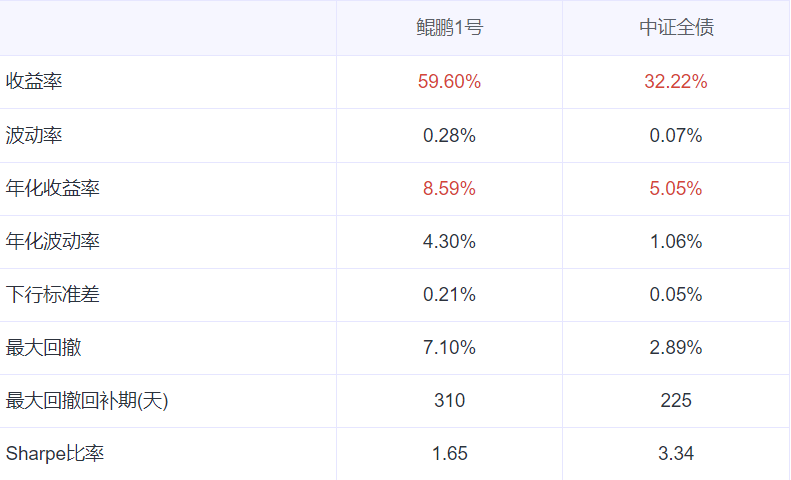 鲲鹏1号 中证全债
收益率 59.60% 32.22%
波动率 0.28% 0.07%
年化收益率 8.59% 5.05%
年化波动率 4.30% 1.06%
下行标准差 0.21% 0.05%
最大回撤 7.10% 2.89%
最大回撤回补期(天) 310 225
Sharpe比率 1.65 3.34